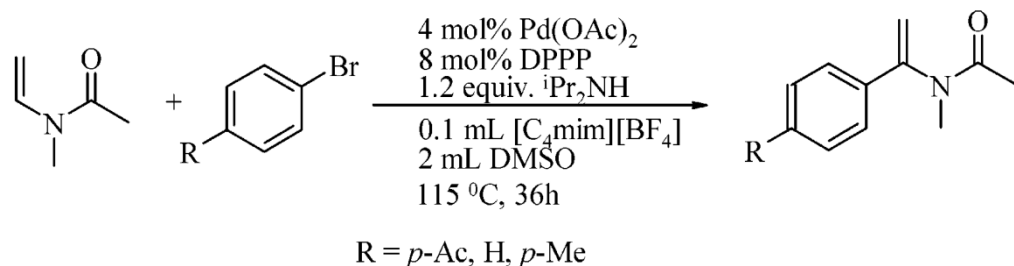 4 mol% Pd(OAc)₂
8 mol% DPPP
1.2 equiv. ⁱPr₂NH
0.1 mL [C₄mim][BF₄]
2 mL DMSO
115 ⁰C, 36h
N
O
+
Br
R
N
O
R
R = p-Ac, H, p-Me